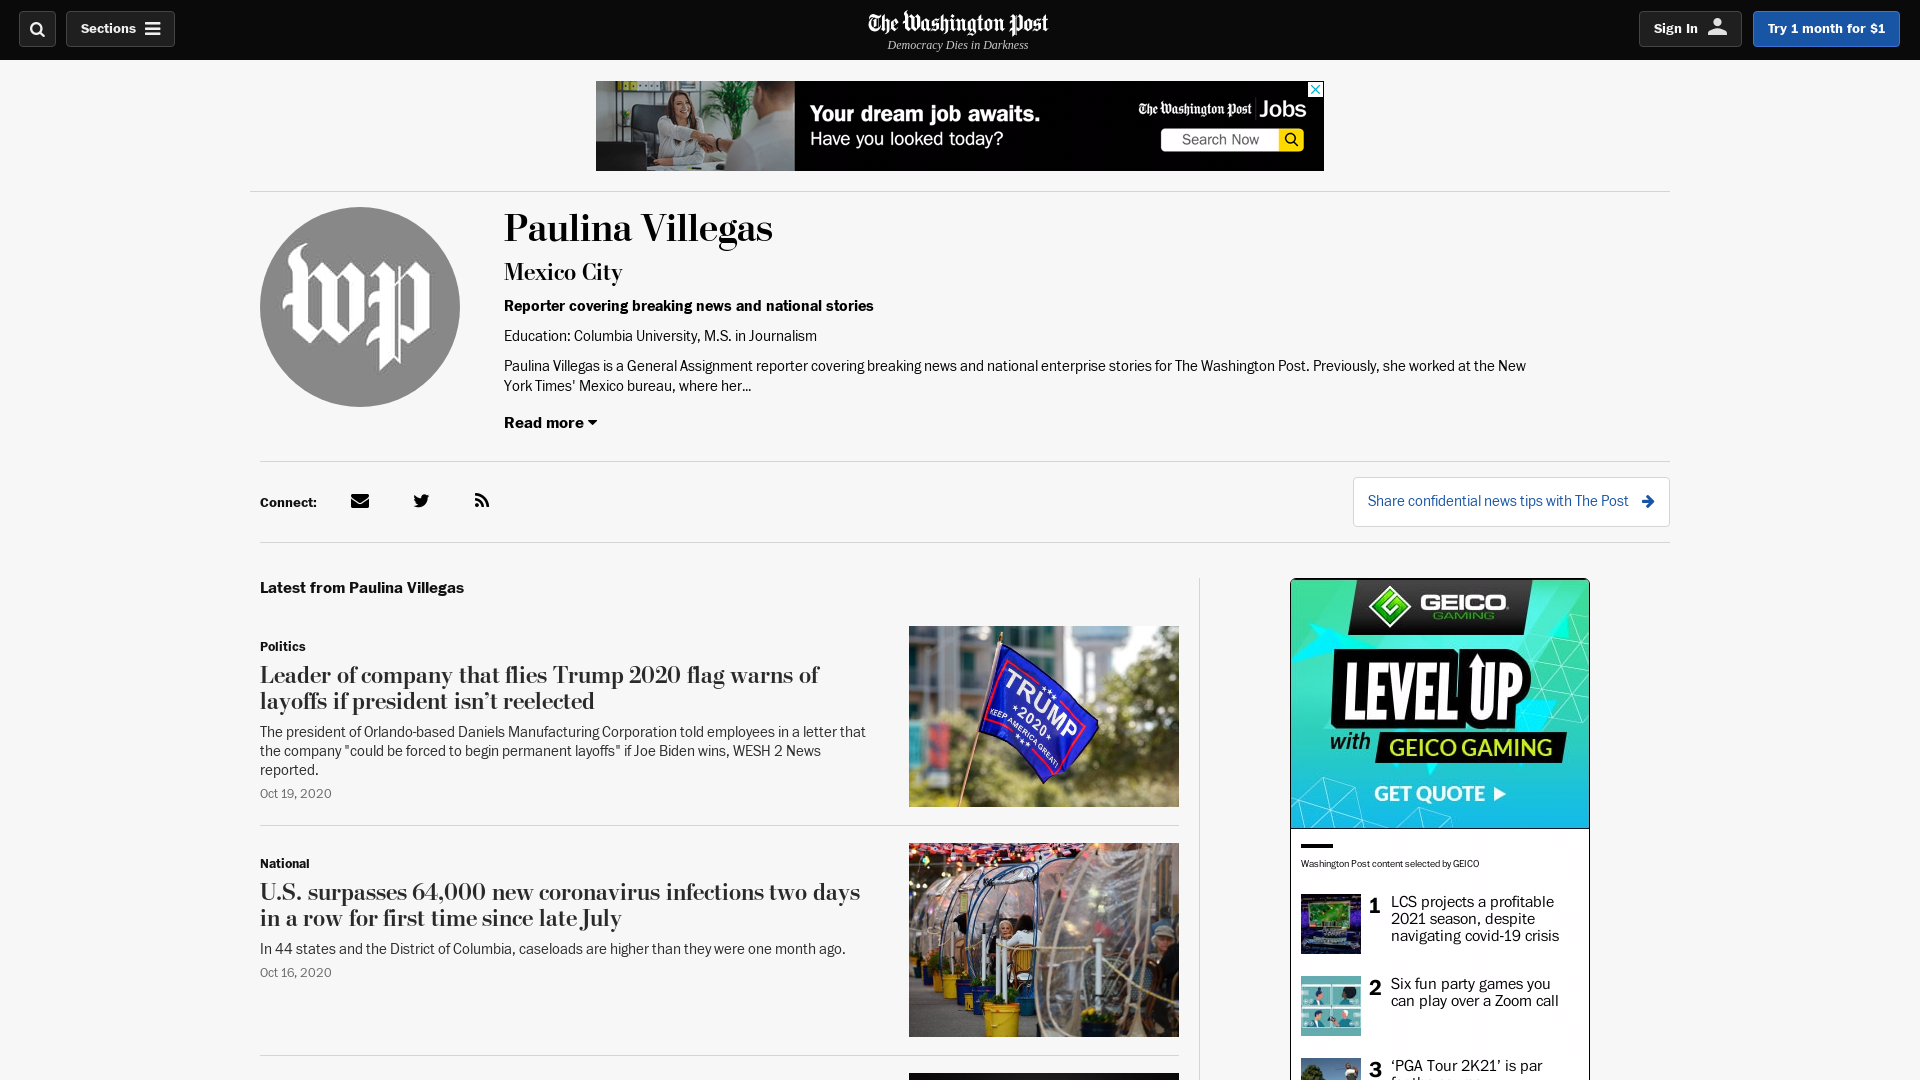 Sections
The Washington Post
Democracy Dies in Darkness
Sign In
Try 1 month for $1
Your dream job awaits.
Have you looked today?
The Washington Post Jobs
Search Now
wp
Paulina Villegas
Mexico City
Reporter covering breaking news and national stories
Education: Columbia University, M.S. in Journalism
Paulina Villegas is a General Assignment reporter covering breaking news and national enterprise stories for The Washington Post. Previously, she worked at the New
York Times' Mexico bureau, where her...
Read more
Connect:
Share confidential news tips with The Post
Latest from Paulina Villegas
Politics
Leader of company that flies Trump 2020 flag warns of
layoffs if president isn’t reelected
The president of Orlando-based Daniels Manufacturing Corporation told employees in a letter that
the company "could be forced to begin permanent layoffs" if Joe Biden wins, WESH 2 News
reported.
Oct 19, 2020
TRUMP
2020
KEEP AMERICA GREAT!
National
U.S. surpasses 64,000 new coronavirus infections two days
in a row for first time since late July
In 44 states and the District of Columbia, caseloads are higher than they were one month ago.
Oct 16, 2020
GEICO
GAMING
LEVEL UP
with GEICO GAMING
GET QUOTE
Washington Post content selected by GEICO
1 LCS projects a profitable
2021 season, despite
navigating covid-19 crisis
2 Six fun party games you
can play over a Zoom call
3 ‘PGA Tour 2K21’ is par